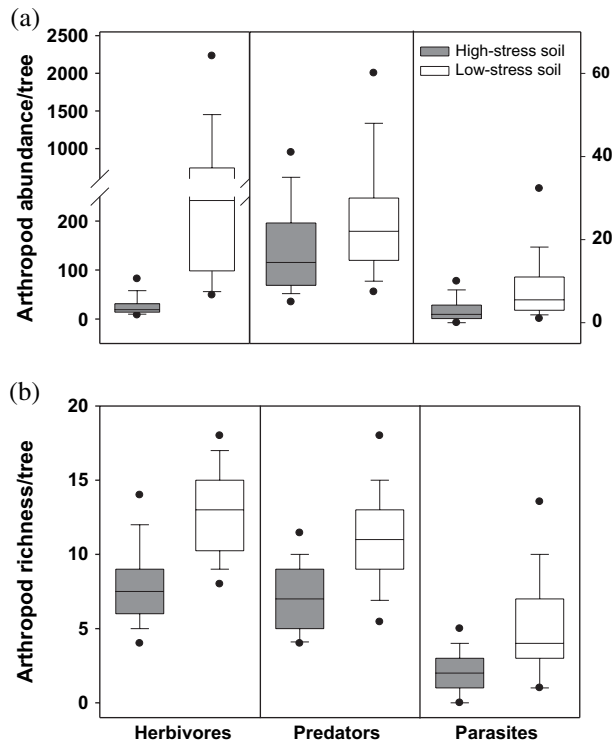 (a)
Arthropod abundance/tree
2500
2000
1500
1000
200
100
0
High-stress soil
Low-stress soil
60
40
20
0
(b)
Arthropod richness/tree
20
15
10
5
0
Herbivores Predators Parasites